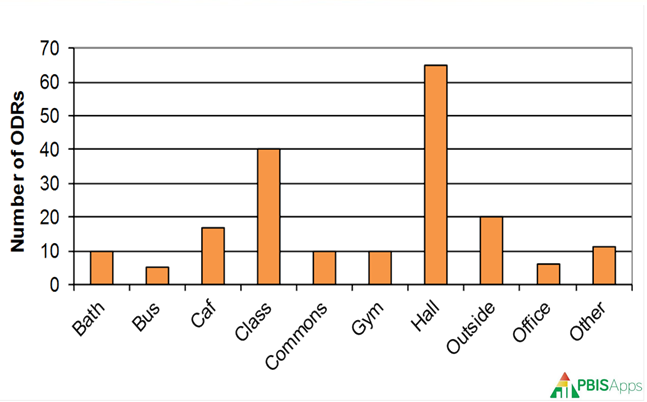 Number of ODRs
70
60
50
40
30
20
10
0
Bath
Bus
Caf
Class
Commons
Gym
Hall
Outside
Office
Other
PBISApps